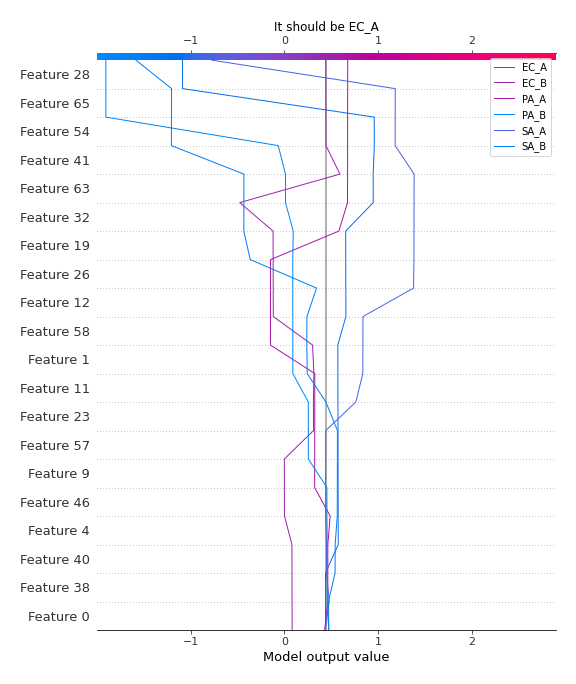 It should be EC_A
−1 0 1 2
EC_A
EC_B
PA_A
PA_B
SA_A
SA_B
Feature 28
Feature 65
Feature 54
Feature 41
Feature 63
Feature 32
Feature 19
Feature 26
Feature 12
Feature 58
Feature 1
Feature 11
Feature 23
Feature 57
Feature 9
Feature 46
Feature 4
Feature 40
Feature 38
Feature 0
−1 0 1 2
Model output value